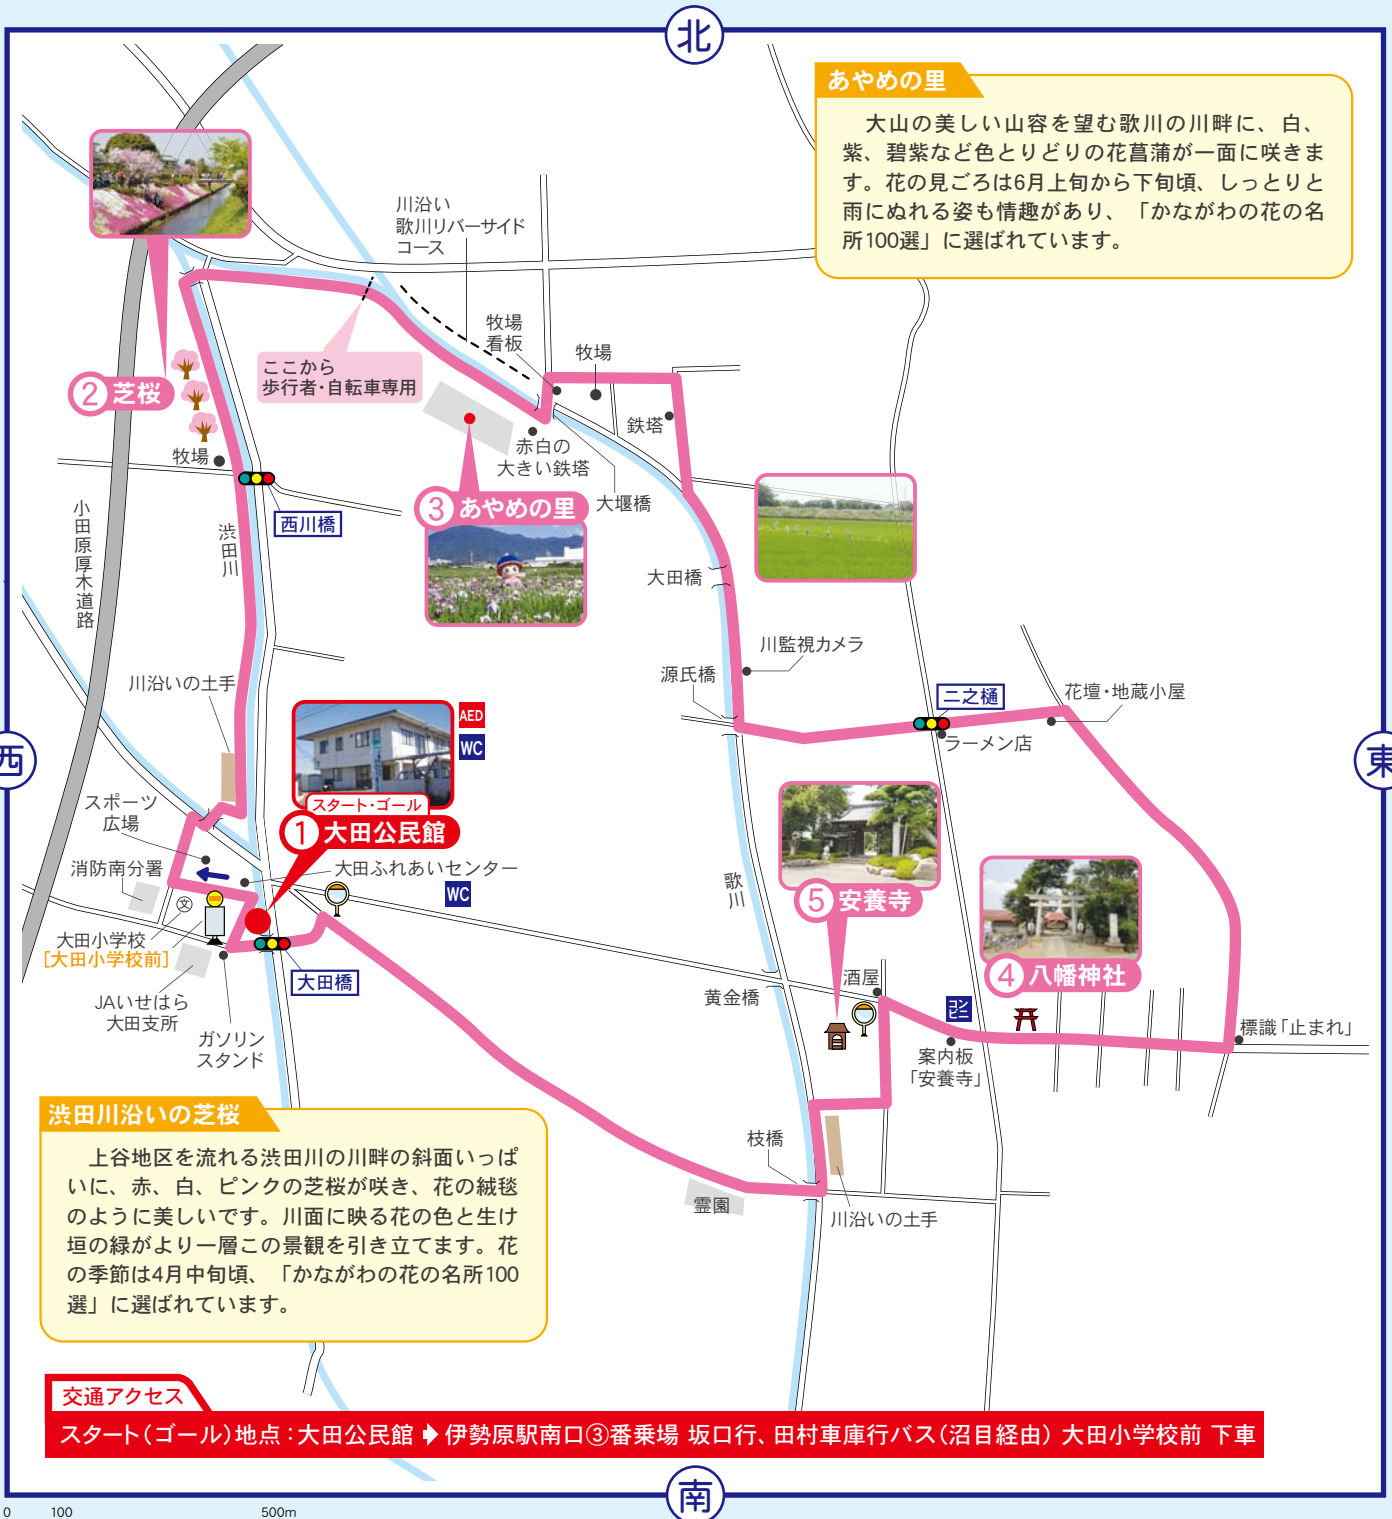 北
あやめの里
大山の美しい山容を望む歌川の川畔に、白、
紫、碧紫など色とりどりの花菖蒲が一面に咲きま
す。花の見ごろは6月上旬から下旬頃、しっとりと
雨にぬれる姿も情趣があり、「かながわの花の名
所100選」に選ばれています。
川沿い
歌川リバーサイド
コース
牧場
看板
牧場
ここから
歩行者・自転車専用
② 芝桜
鉄塔
赤白の
大きい鉄塔
牧場
大堰橋
③ あやめの里
西川橋
小田原厚木道路
渋田川
大田橋
川監視カメラ
源氏橋
川沿いの土手
二之樋
花壇・地蔵小屋
AED
WC
ラーメン店
西
東
スポーツ
広場
スタート・ゴール
① 大田公民館
消防南分署
大田ふれあいセンター
WC
歌川
⑤ 安養寺
文
大田小学校
[大田小学校前]
④ 八幡神社
大田橋
黄金橋
酒屋
コン
ビニ
JAいせはら
大田支所
ガソリン
スタンド
標識「止まれ」
案内板
「安養寺」
渋田川沿いの芝桜
上谷地区を流れる渋田川の川畔の斜面いっぱ
いに、赤、白、ピンクの芝桜が咲き、花の絨毯
のように美しいです。川面に映る花の色と生け
垣の緑がより一層この景観を引き立てます。花
の季節は4月中旬頃、「かながわの花の名所100
選」に選ばれています。
枝橋
霊園
川沿いの土手
交通アクセス
スタート(ゴール)地点：大田公民館 ➡ 伊勢原駅南口③番乗場 坂口行、田村車庫行バス(沼目経由) 大田小学校前 下車
南
0 100 500m